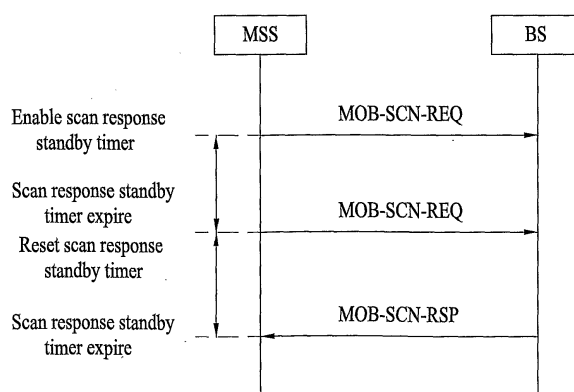 MSS
BS
Enable scan response
standby timer
MOB-SCN-REQ
Scan response standby
timer expire
MOB-SCN-REQ
Reset scan response
standby timer
Scan response standby
timer expire
MOB-SCN-RSP